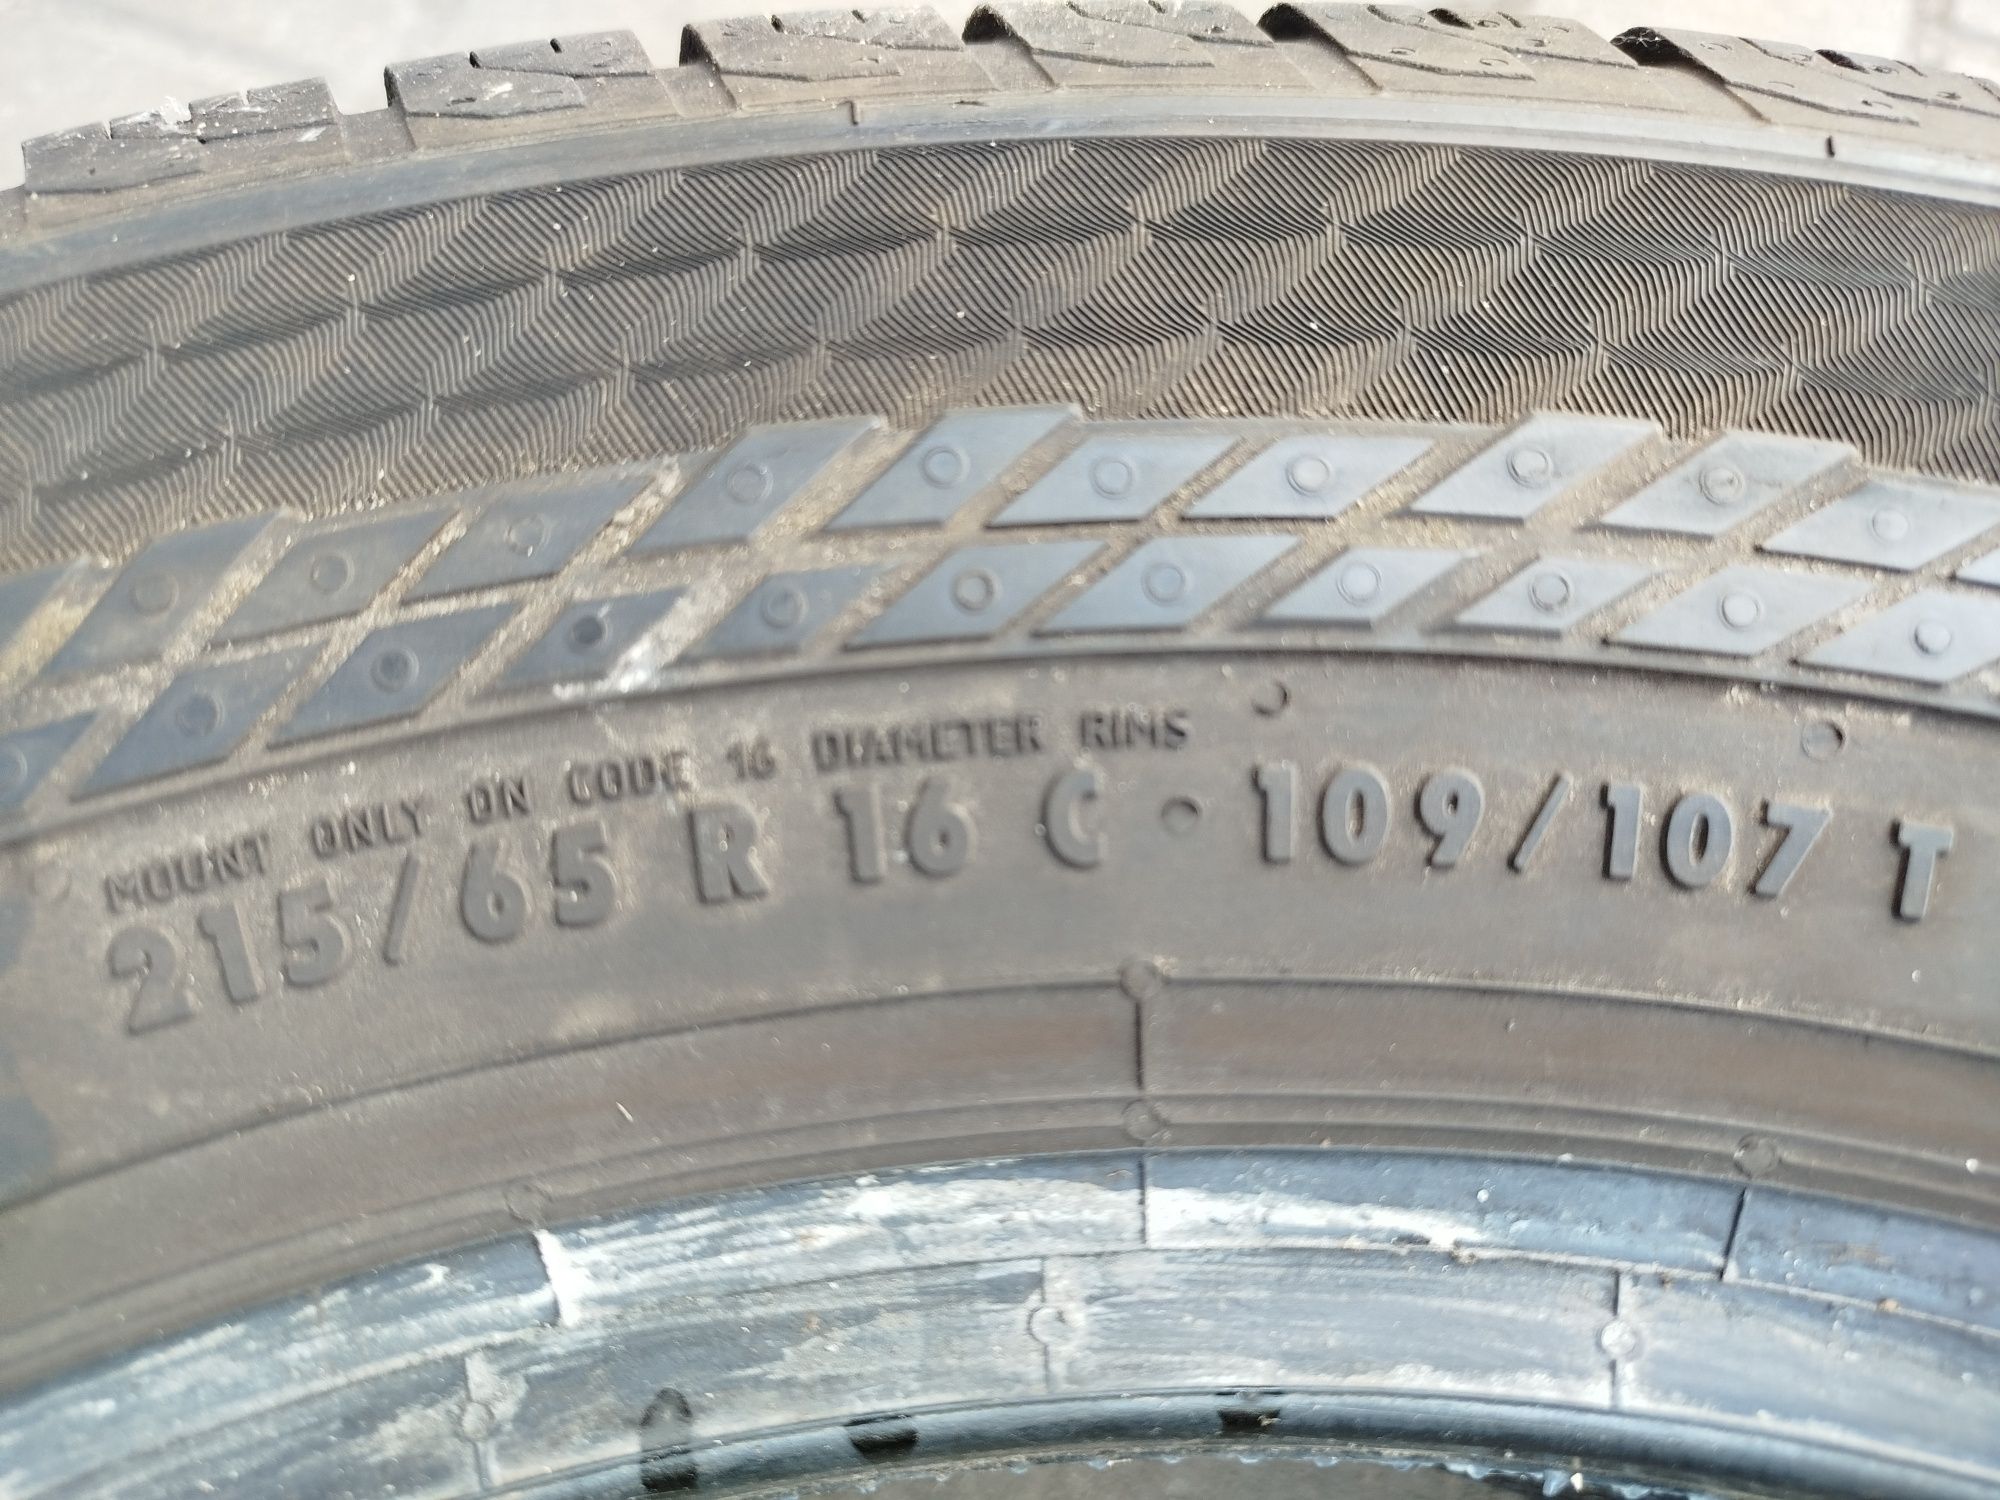 MOUNT ONLY ON CODE 16 DIAMETER RIMS
215/65 R 16 C · 109/107 T